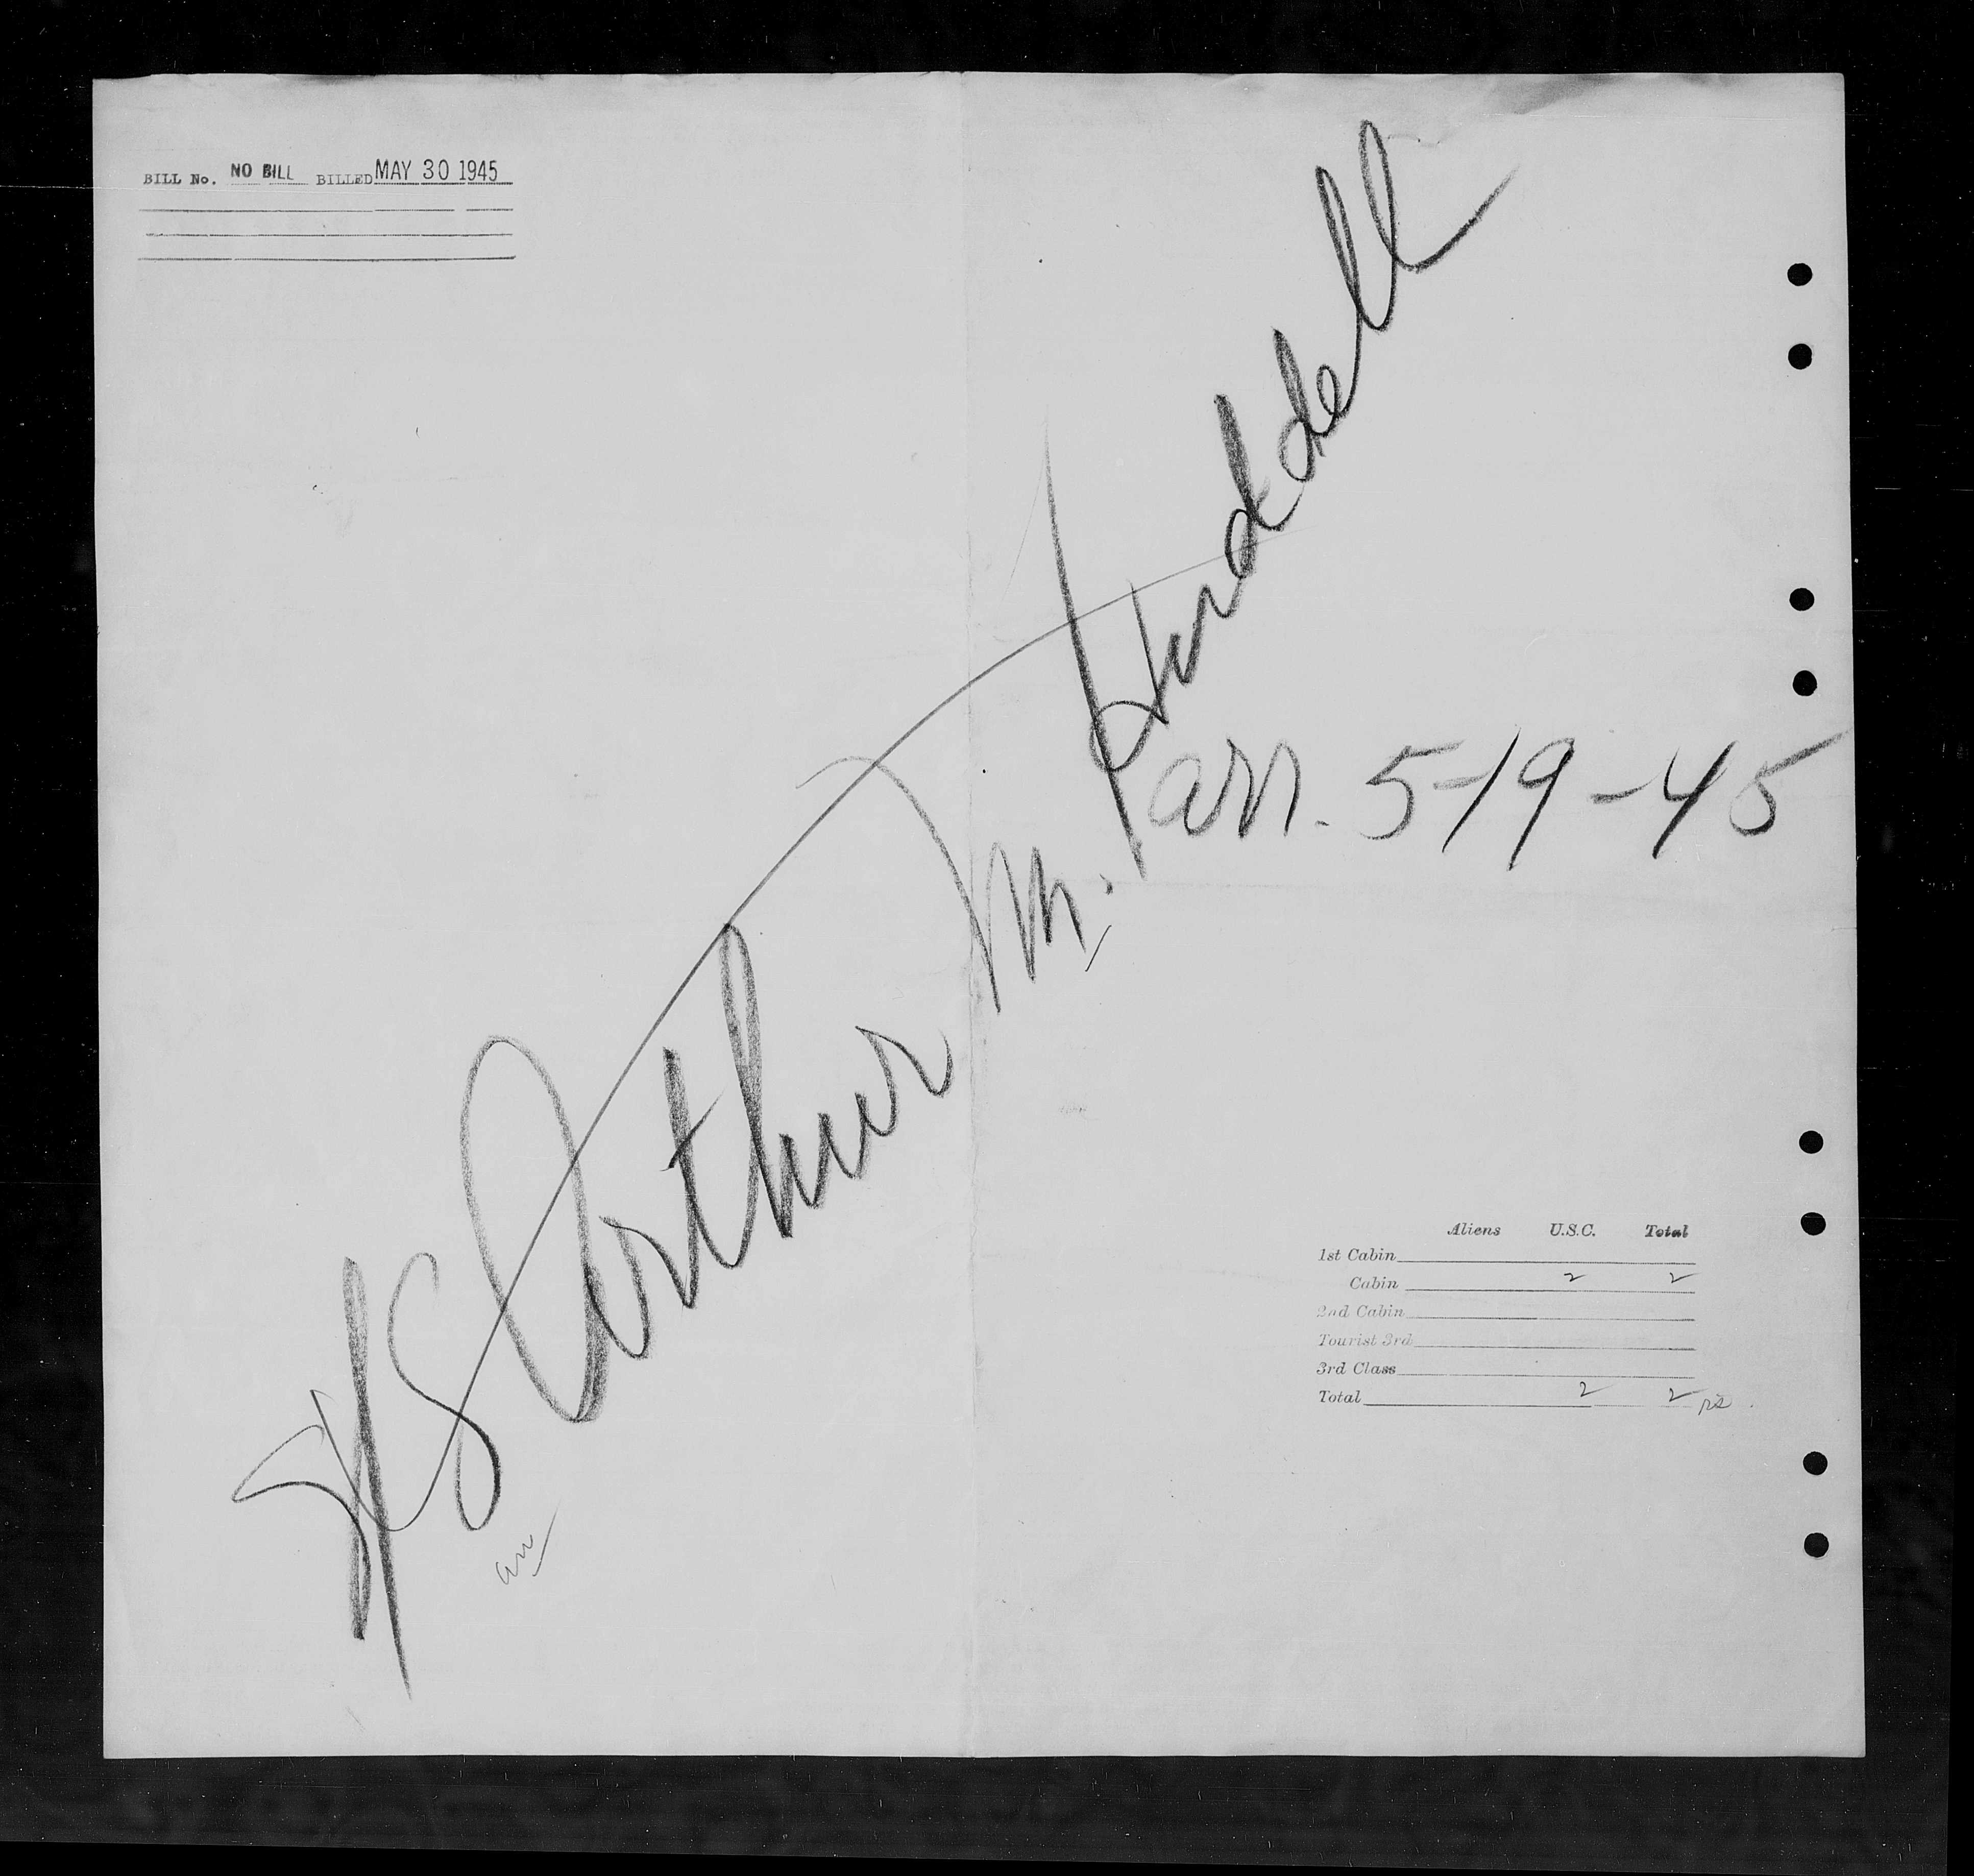 BILL No. NO BILL BILLED MAY 30 1945
SS Arthur M. Huddell
arr. 5-19-45
Aliens U.S.C. Total
1st Cabin
Cabin 2 2
2nd Cabin
Tourist 3rd
3rd Class
Total 2 2